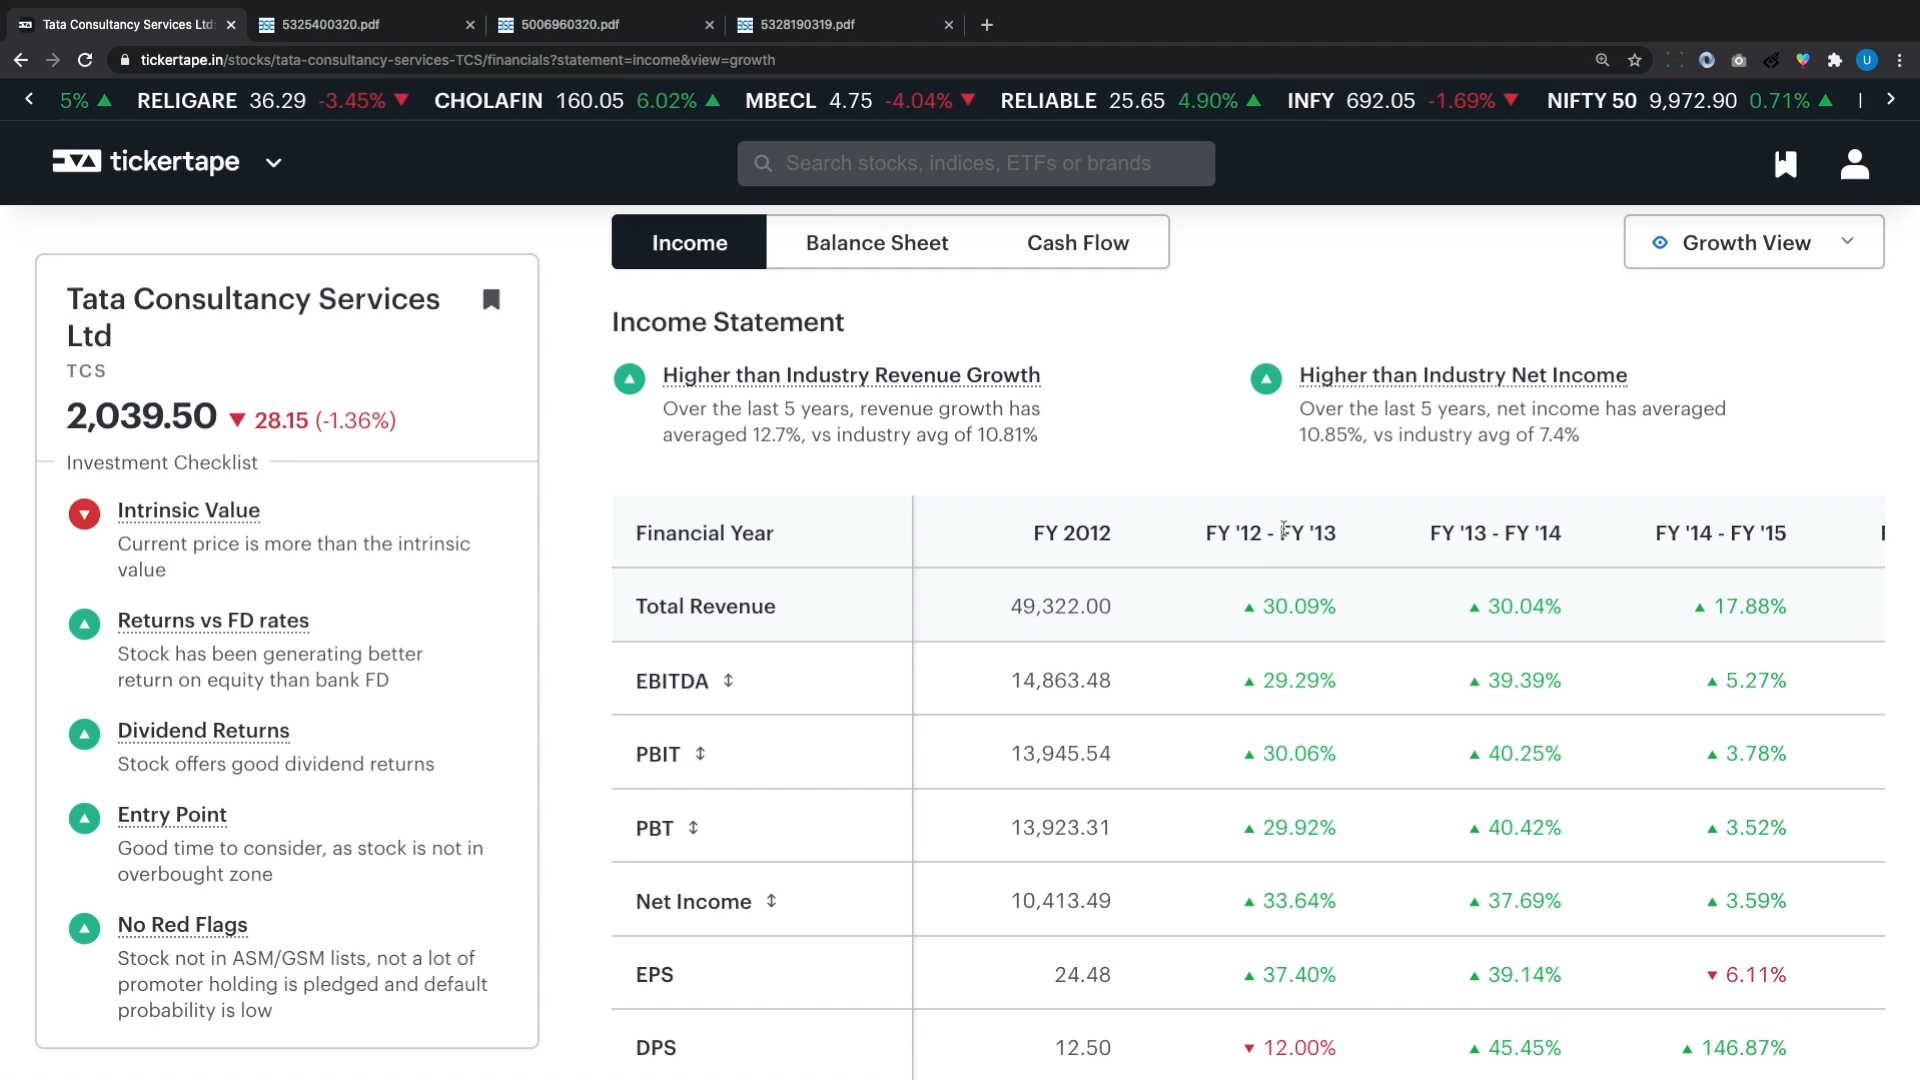 Tata Consultancy Services Ltd:
5325400320.pdf
5006960320.pdf
5328190319.pdf
tickertape.in/stocks/tata-consultancy-services-TCS/financials?statement=income&view=growth
U
5% ▲ RELIGARE 36.29 -3.45% ▼ CHOLAFIN 160.05 6.02% ▲ MBECL 4.75 -4.04% ▼ RELIABLE 25.65 4.90% ▲ INFY 692.05 -1.69% ▼ NIFTY 50 9,972.90 0.71% ▲
tickertape
Search stocks, indices, ETFs or brands
Tata Consultancy Services
Ltd
TCS
2,039.50 ▼ 28.15 (-1.36%)
Investment Checklist
Intrinsic Value
Current price is more than the intrinsic
value
Returns vs FD rates
Stock has been generating better
return on equity than bank FD
Dividend Returns
Stock offers good dividend returns
Entry Point
Good time to consider, as stock is not in
overbought zone
No Red Flags
Stock not in ASM/GSM lists, not a lot of
promoter holding is pledged and default
probability is low
Income Balance Sheet Cash Flow
Growth View
Income Statement
Higher than Industry Revenue Growth
Over the last 5 years, revenue growth has
averaged 12.7%, vs industry avg of 10.81%
Higher than Industry Net Income
Over the last 5 years, net income has averaged
10.85%, vs industry avg of 7.4%
Financial Year FY 2012 FY '12 - FY '13 FY '13 - FY '14 FY '14 - FY '15
Total Revenue 49,322.00 ▲ 30.09% ▲ 30.04% ▲ 17.88%
EBITDA 14,863.48 ▲ 29.29% ▲ 39.39% ▲ 5.27%
PBIT 13,945.54 ▲ 30.06% ▲ 40.25% ▲ 3.78%
PBT 13,923.31 ▲ 29.92% ▲ 40.42% ▲ 3.52%
Net Income 10,413.49 ▲ 33.64% ▲ 37.69% ▲ 3.59%
EPS 24.48 ▲ 37.40% ▲ 39.14% ▼ 6.11%
DPS 12.50 ▼ 12.00% ▲ 45.45% ▲ 146.87%